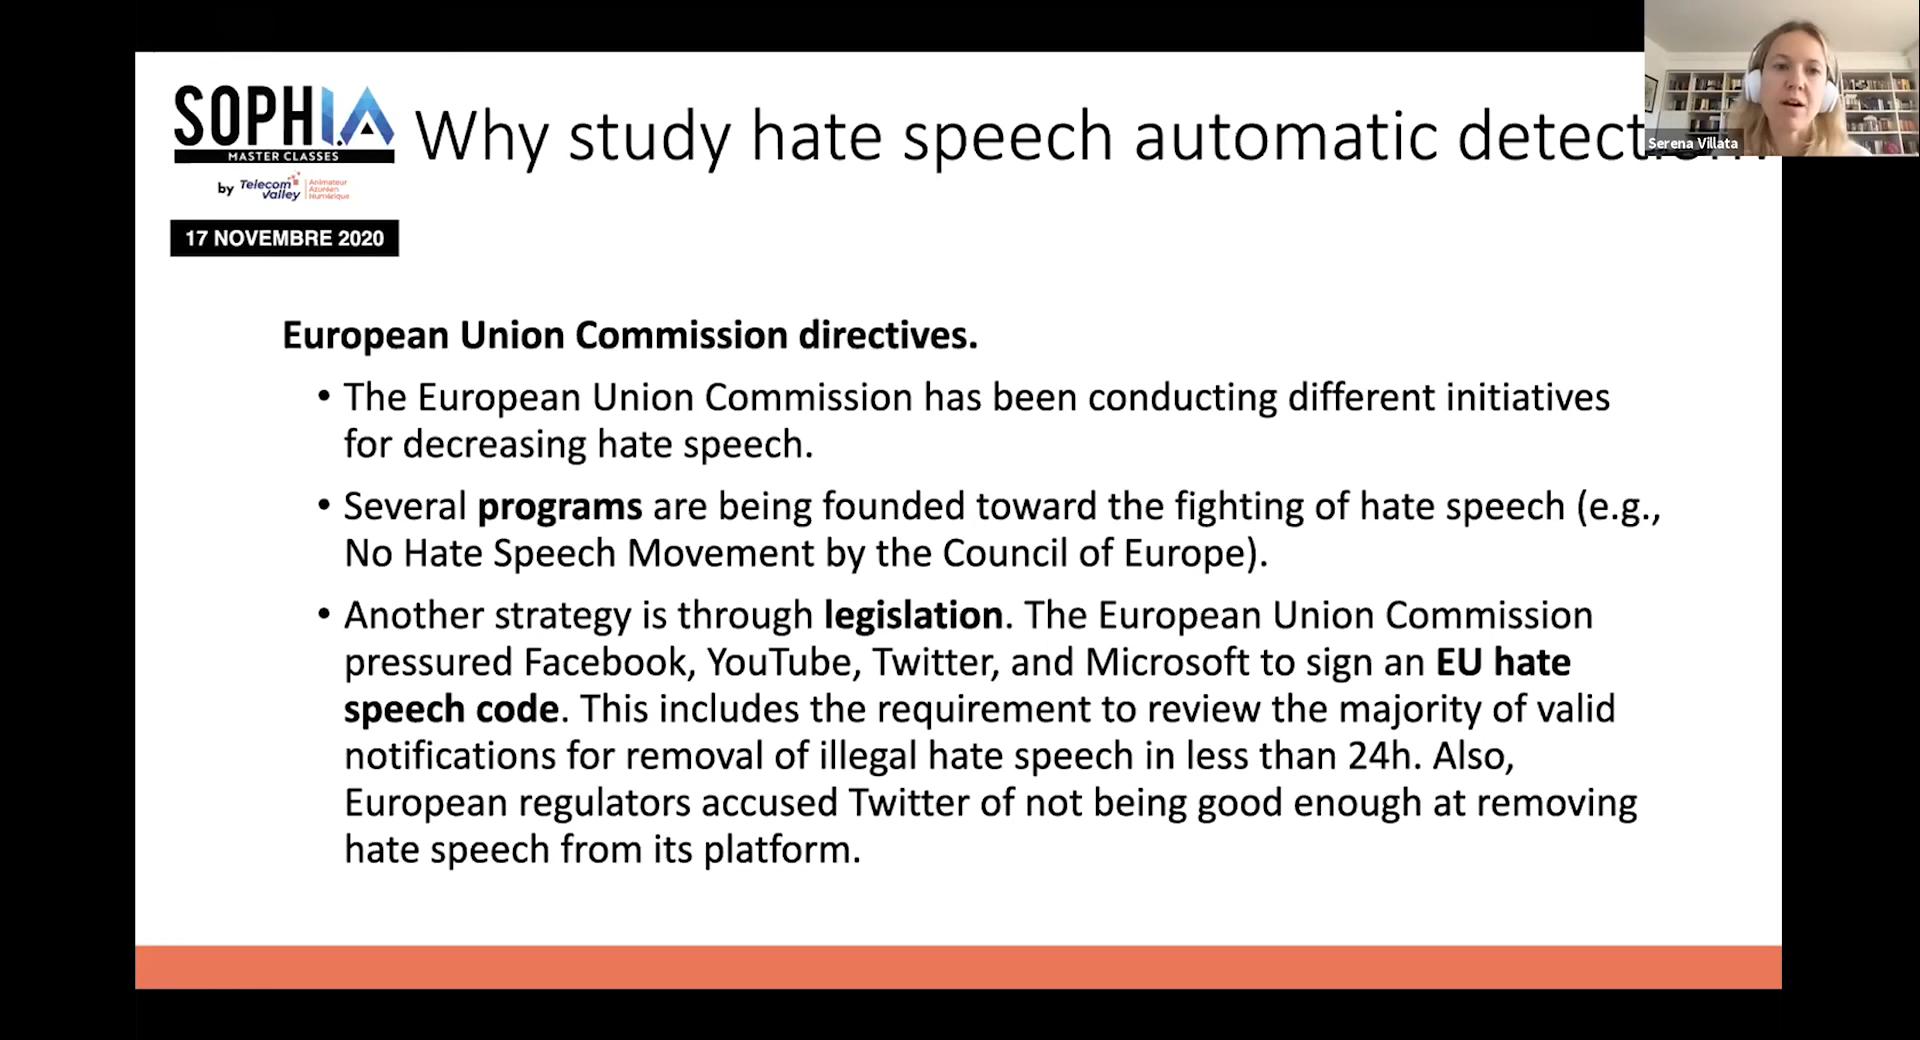 SOPHI.A
MASTER CLASSES
by Telecom Valley
Animateur
Azuréen
Numérique
17 NOVEMBRE 2020
Why study hate speech automatic detection
Serena Villata
European Union Commission directives.
• The European Union Commission has been conducting different initiatives
for decreasing hate speech.
• Several programs are being founded toward the fighting of hate speech (e.g.,
No Hate Speech Movement by the Council of Europe).
• Another strategy is through legislation. The European Union Commission
pressured Facebook, YouTube, Twitter, and Microsoft to sign an EU hate
speech code. This includes the requirement to review the majority of valid
notifications for removal of illegal hate speech in less than 24h. Also,
European regulators accused Twitter of not being good enough at removing
hate speech from its platform.